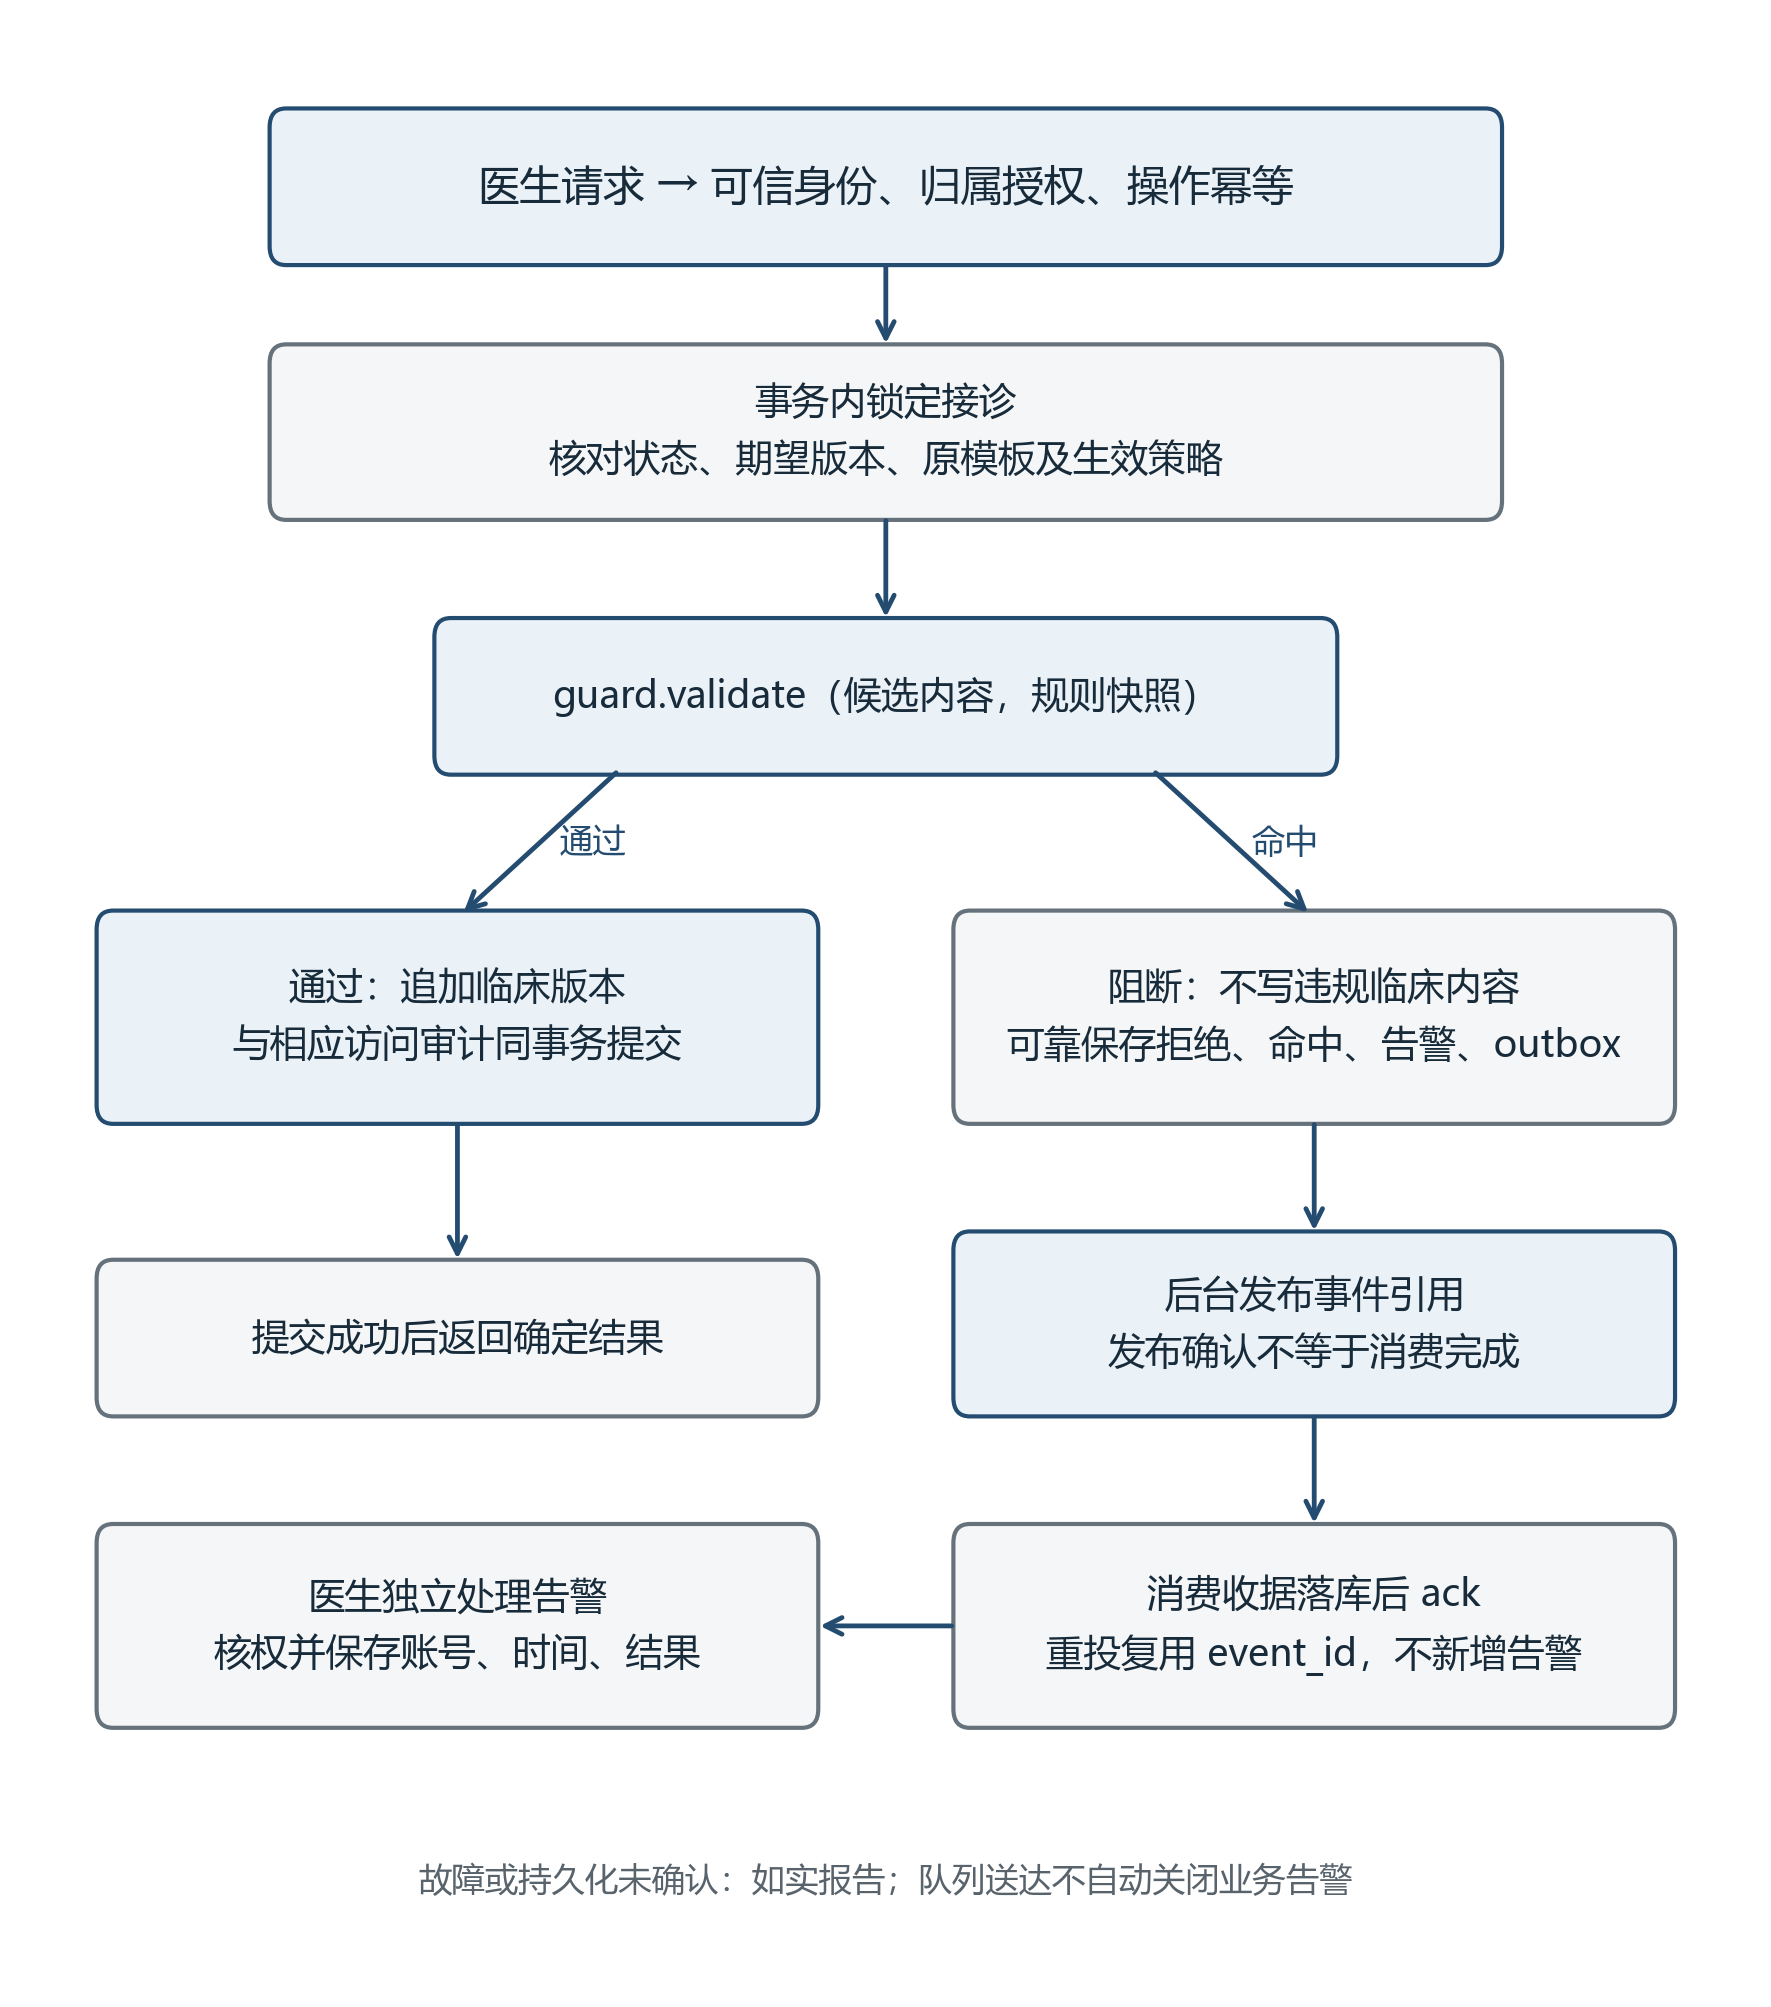 医生请求 → 可信身份、归属授权、操作幂等
事务内锁定接诊
核对状态、期望版本、原模板及生效策略
guard.validate（候选内容，规则快照）
通过
命中
通过：追加临床版本
与相应访问审计同事务提交
阻断：不写违规临床内容
可靠保存拒绝、命中、告警、outbox
提交成功后返回确定结果
后台发布事件引用
发布确认不等于消费完成
医生独立处理告警
核权并保存账号、时间、结果
消费收据落库后 ack
重投复用 event_id，不新增告警
故障或持久化未确认：如实报告；队列送达不自动关闭业务告警